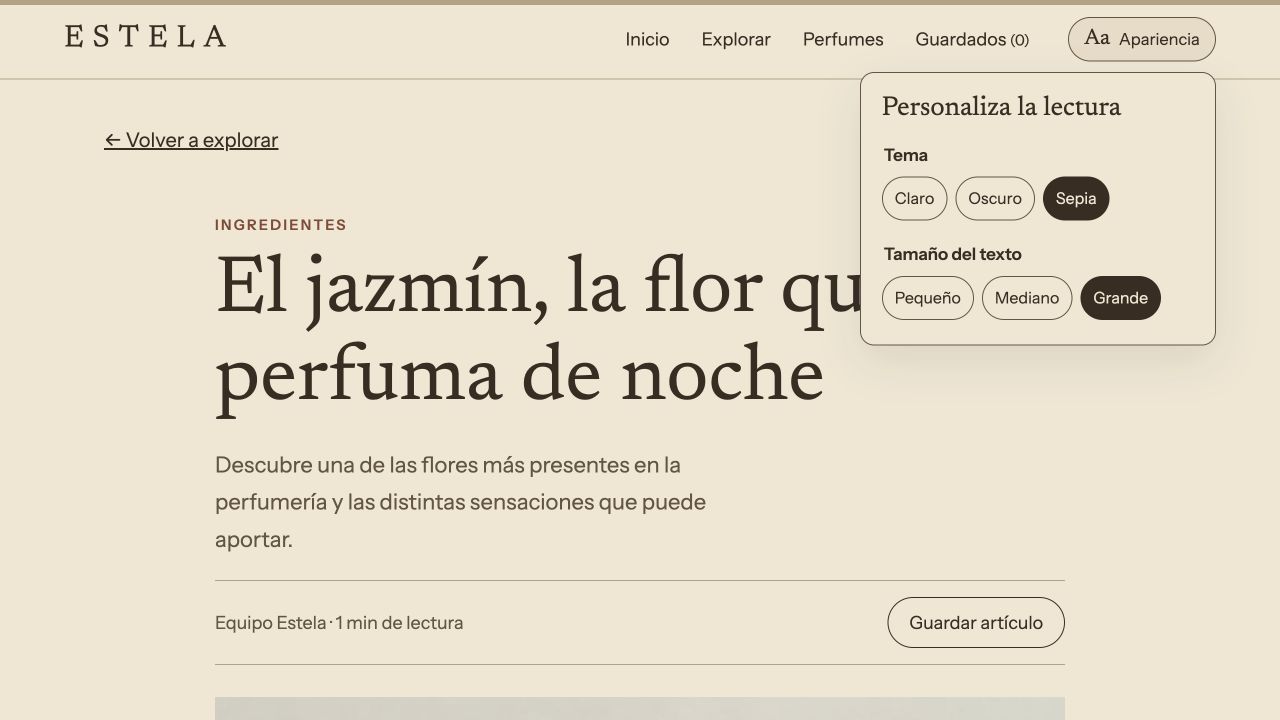 ESTELA
Inicio
Explorar
Perfumes
Guardados (0)
Aa Apariencia
Personaliza la lectura
Tema
Claro
Oscuro
Sepia
Tamaño del texto
Pequeño
Mediano
Grande
← Volver a explorar
INGREDIENTES
El jazmín, la flor qu
perfuma de noche
Descubre una de las flores más presentes en la
perfumería y las distintas sensaciones que puede
aportar.
Equipo Estela · 1 min de lectura
Guardar artículo